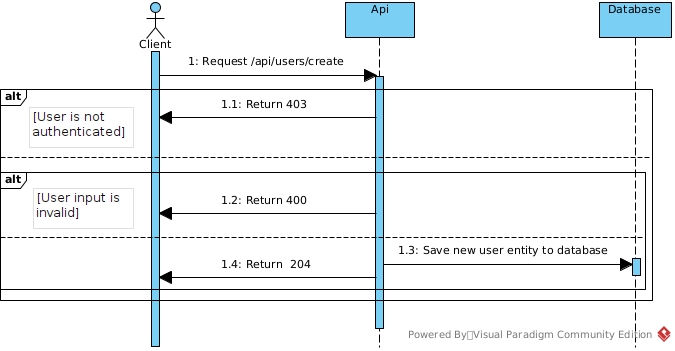 Client
Api
Database
1: Request /api/users/create
alt
1.1: Return 403
[User is not
authenticated]
alt
[User input is
invalid]
1.2: Return 400
1.3: Save new user entity to database
1.4: Return  204
Powered By Visual Paradigm Community Edition